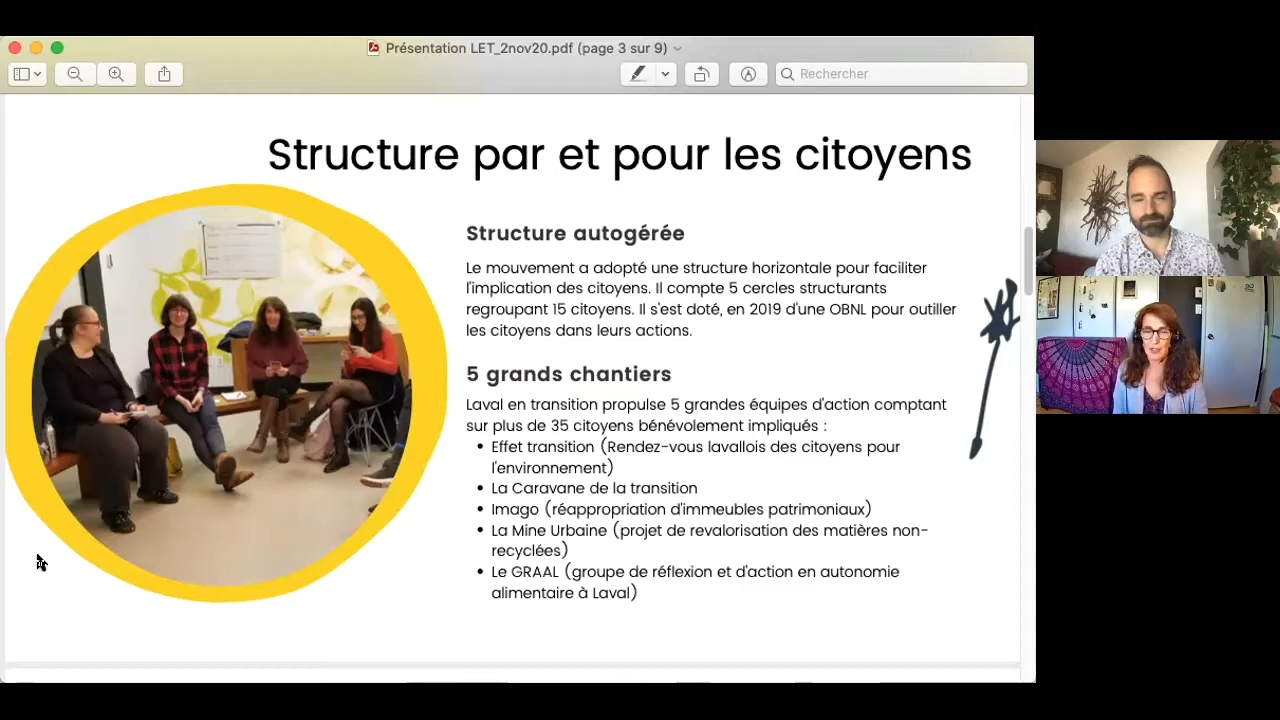 Présentation LET_2nov20.pdf (page 3 sur 9)
Rechercher
Structure par et pour les citoyens
Structure autogérée
Le mouvement a adopté une structure horizontale pour faciliter
l'implication des citoyens. Il compte 5 cercles structurants
regroupant 15 citoyens. Il s'est doté, en 2019 d'une OBNL pour outiller
les citoyens dans leurs actions.
5 grands chantiers
Laval en transition propulse 5 grandes équipes d'action comptant
sur plus de 35 citoyens bénévolement impliqués :
• Effet transition (Rendez-vous lavallois des citoyens pour
l'environnement)
• La Caravane de la transition
• Imago (réappropriation d'immeubles patrimoniaux)
• La Mine Urbaine (projet de revalorisation des matières non-
recyclées)
• Le GRAAL (groupe de réflexion et d'action en autonomie
alimentaire à Laval)